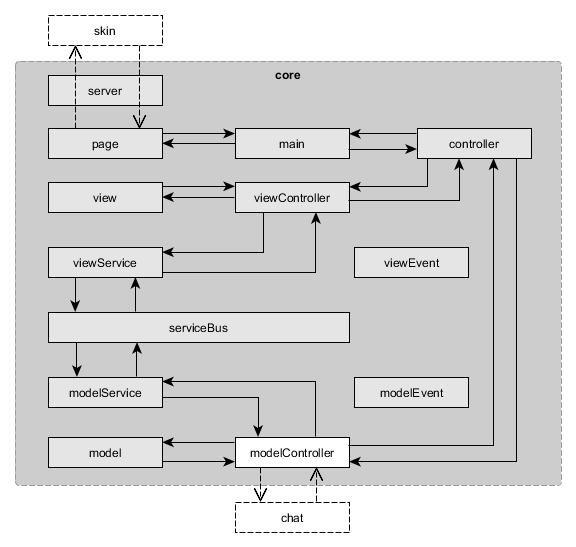 skin
core
server
page
main
controller
view
viewController
viewService
viewEvent
serviceBus
modelService
modelEvent
model
modelController
chat